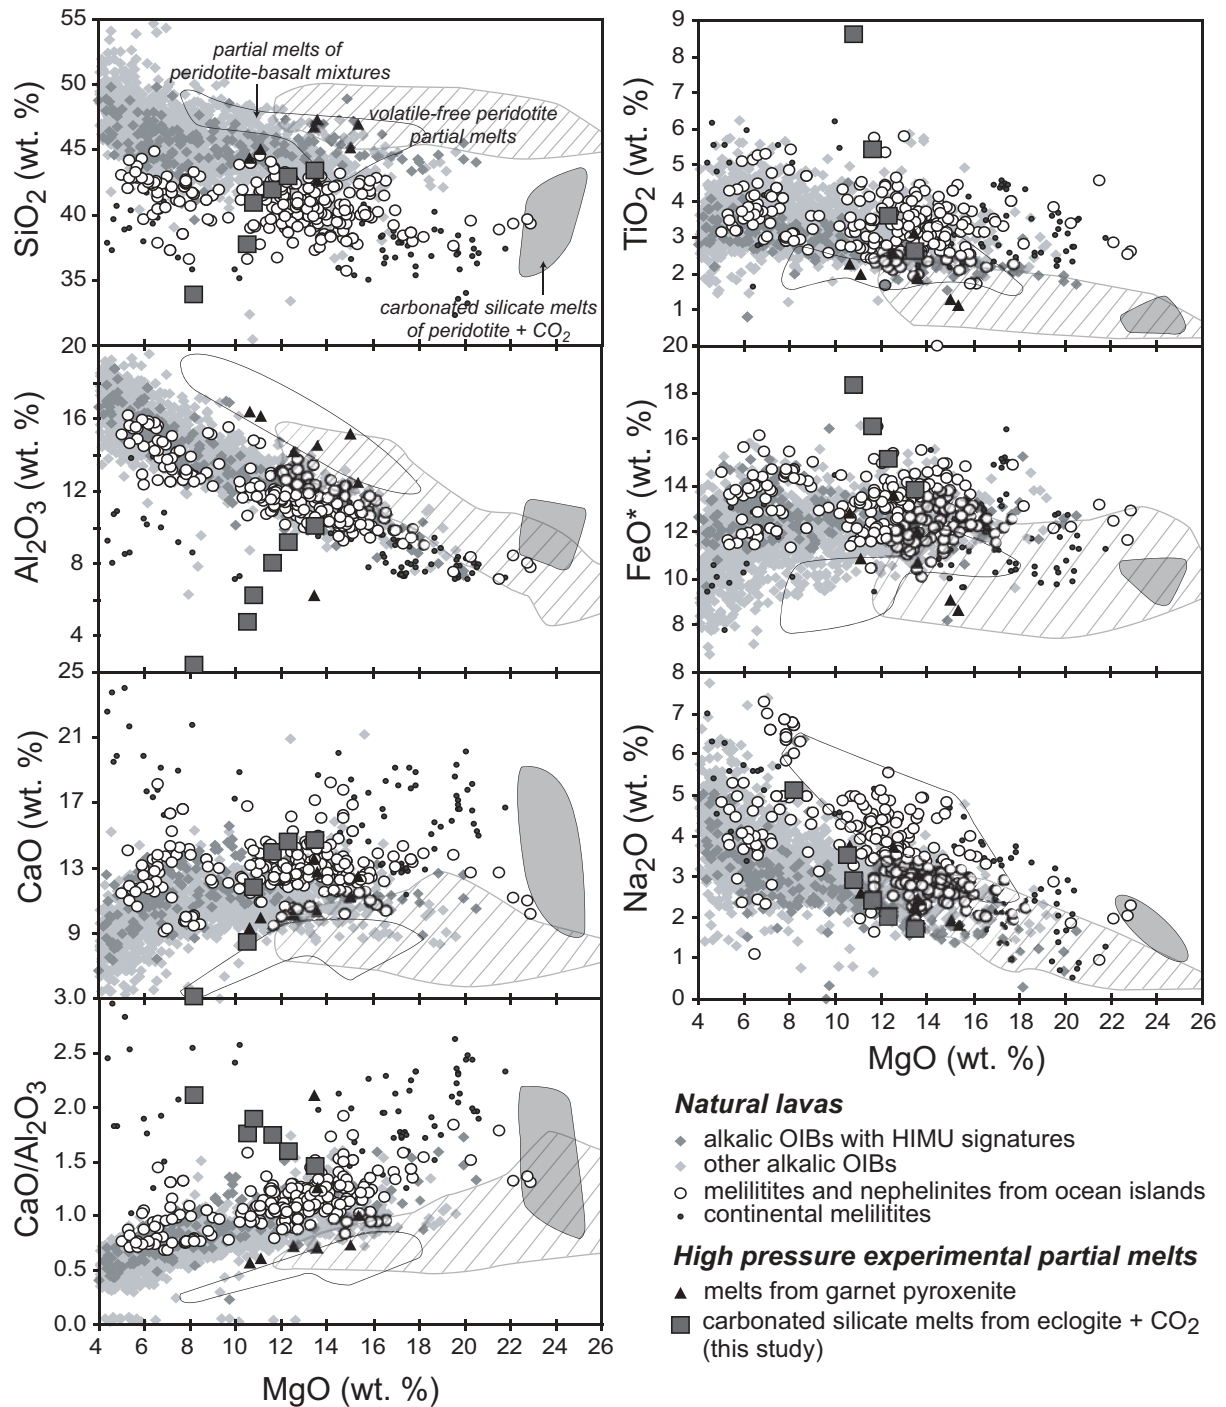 55
50
45
40
35
20
SiO2 (wt. %)
partial melts of
peridotite-basalt mixtures
volatile-free peridotite
partial melts
carbonated silicate melts
of peridotite + CO2
16
12
8
4
25
Al2O3 (wt. %)
21
17
13
9
3.0
CaO (wt. %)
2.5
2.0
1.5
1.0
0.5
0.0
CaO/Al2O3
4 6 8 10 12 14 16 18 20 22 24 26
MgO (wt. %)
9
8
7
6
5
4
3
2
1
20
TiO2 (wt. %)
18
16
14
12
10
8
8
FeO* (wt. %)
7
6
5
4
3
2
1
0
Na2O (wt. %)
4 6 8 10 12 14 16 18 20 22 24 26
MgO (wt. %)
Natural lavas
alkalic OIBs with HIMU signatures
other alkalic OIBs
melilitites and nephelinites from ocean islands
continental melilitites
High pressure experimental partial melts
melts from garnet pyroxenite
carbonated silicate melts from eclogite + CO2
(this study)